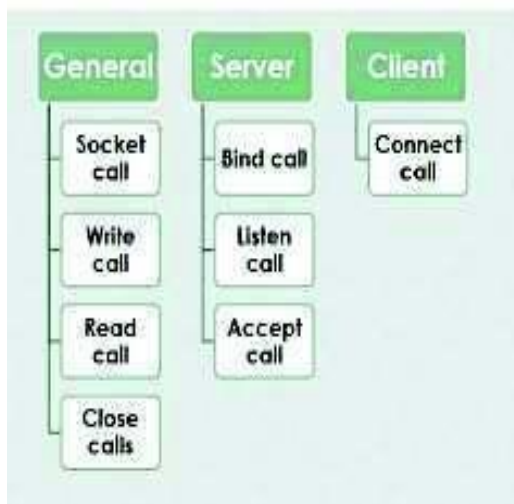 General
Socket
call
Write
call
Read
call
Close
calls
Server
Bind call
Listen
call
Accept
call
Client
Connect
call